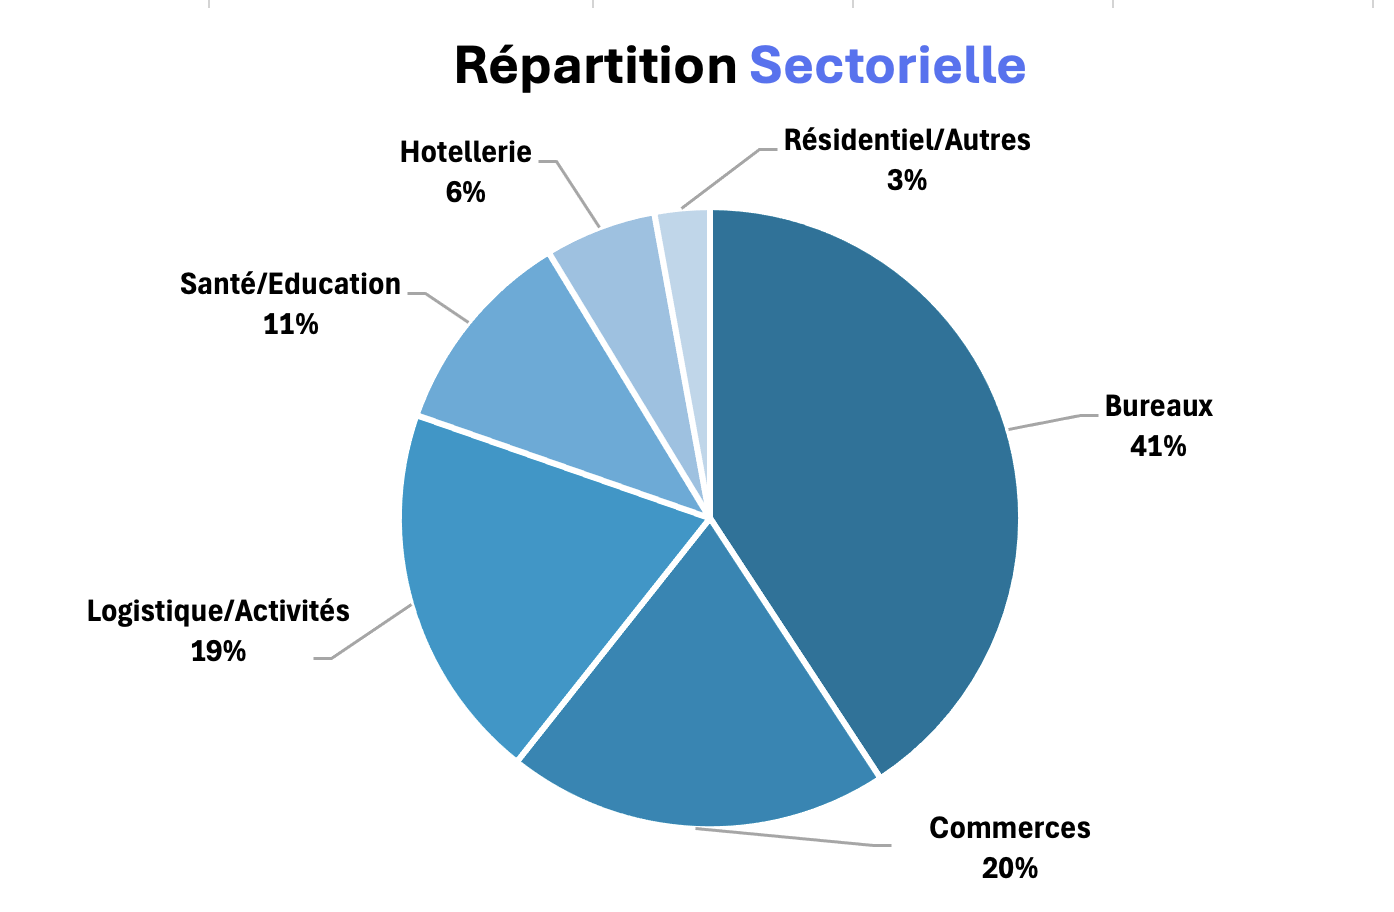 Répartition Sectorielle
Résidentiel/Autres
3%
Hotellerie
6%
Santé/Education
11%
Bureaux
41%
Logistique/Activités
19%
Commerces
20%